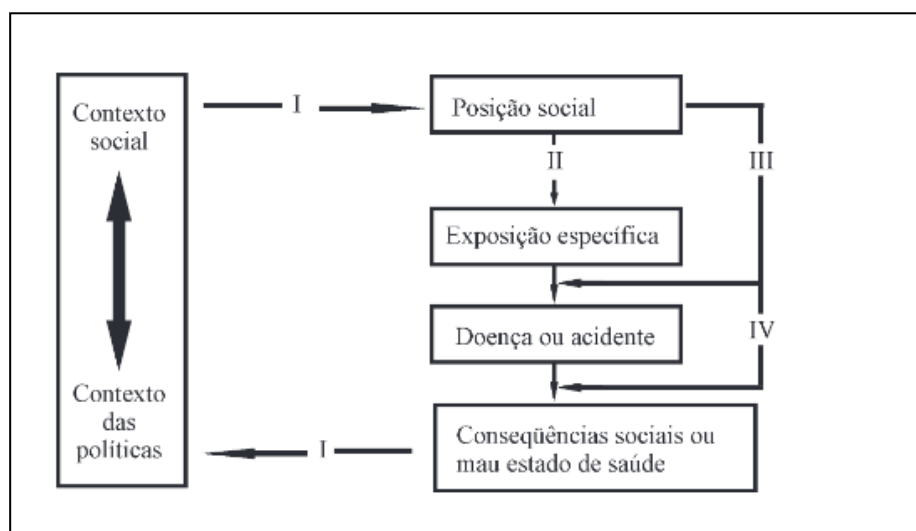 Contexto
social
I
Posição social
II
III
Exposição específica
Doença ou acidente
IV
Contexto
das
políticas
I
Conseqüências sociais ou
mau estado de saúde